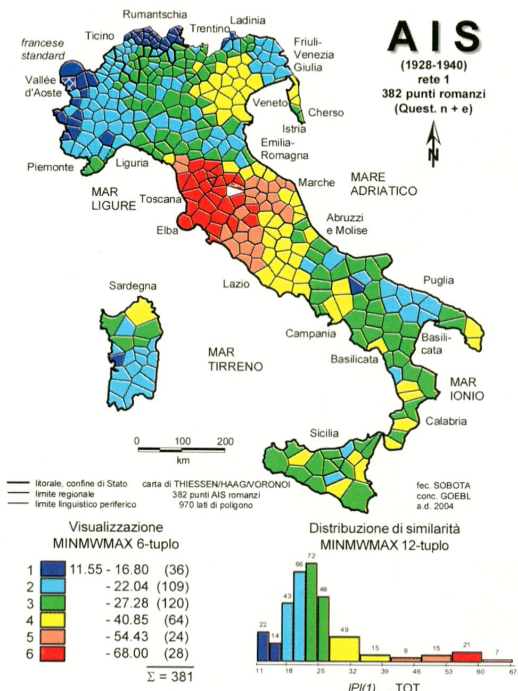 AIS
(1928-1940)
rete 1
382 punti romanzi
(Quest. n + e)
N
Rumantschia
Ladinia
Ticino
Trentino
francese
standard
Friuli-
Venezia
Giulia
Vallée
d'Aoste
Veneto
Cherso
Istria
Emilia-
Romagna
Piemonte
Liguria
MAR
LIGURE
Toscana
Marche
MARE
ADRIATICO
Elba
Abruzzi
e Molise
Lazio
Sardegna
Puglia
Campania
Basili-
cata
Basilicata
MAR
TIRRENO
MAR
IONIO
Calabria
Sicilia
0 100 200
km
litorale, confine di Stato
limite regionale
limite linguistico periferico
carta di THIESSEN/HAAG/VORONOI
382 punti AIS romanzi
970 lati di poligono
fec. SOBOTA
conc. GOEBL
a.d. 2004
Visualizzazione
MINMWMAX 6-tuplo
1 11.55 - 16.80 (36)
2 - 22.04 (109)
3 - 27.28 (120)
4 - 40.85 (64)
5 - 54.43 (24)
6 - 68.00 (28)
Σ = 381
Distribuzione di similarità
MINMWMAX 12-tuplo
22 14 43 66 72 48 49 15 9 15 21 7
11 14 18 25 32 39 46 53 60 67
IPI(1) TOT